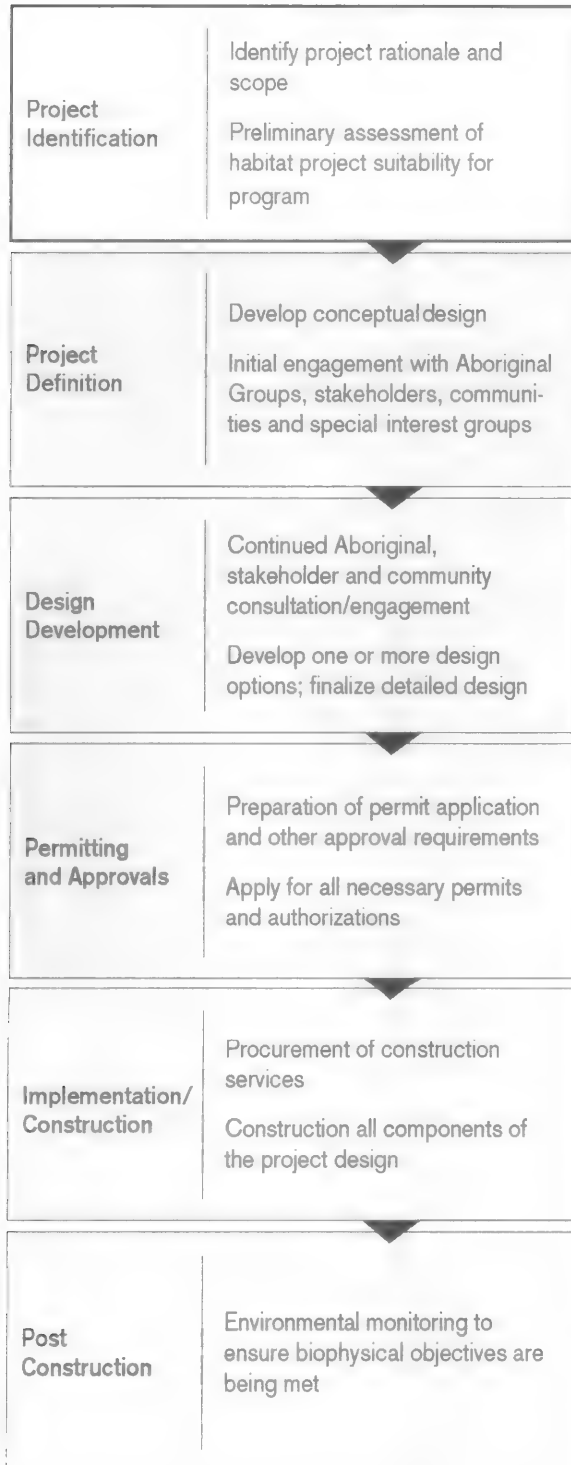 Project
Identification
Identify project rationale and
scope
Preliminary assessment of
habitat project suitability for
program
Project
Definition
Develop conceptual design
Initial engagement with Aboriginal
Groups, stakeholders, communi-
ties and special interest groups
Design
Development
Continued Aboriginal,
stakeholder and community
consultation/engagement
Develop one or more design
options; finalize detailed design
Permitting
and Approvals
Preparation of permit application
and other approval requirements
Apply for all necessary permits
and authorizations
Implementation/
Construction
Procurement of construction
services
Construction all components of
the project design
Post
Construction
Environmental monitoring to
ensure biophysical objectives are
being met